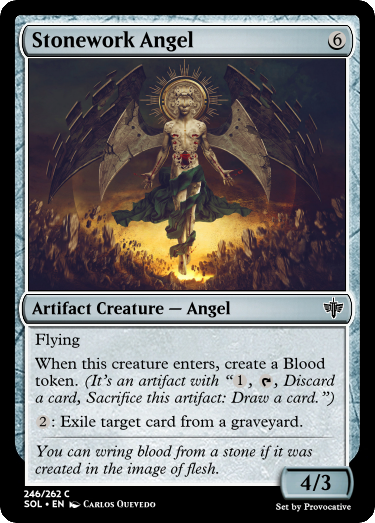 Stonework Angel 6
Artifact Creature — Angel
Flying
When this creature enters, create a Blood
token. (It's an artifact with “1, , Discard
a card, Sacrifice this artifact: Draw a card.”)
2: Exile target card from a graveyard.
You can wring blood from a stone if it
was created in the image of flesh.
4/3
246/262 C
SOL • EN Carlos Quevedo
Set by Provocative